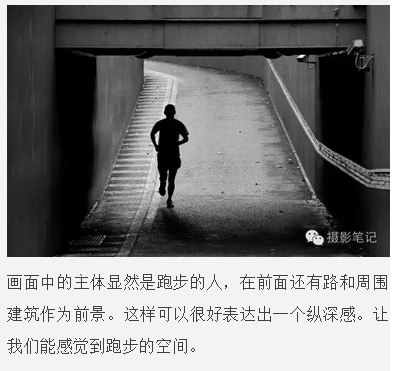 摄影笔记
画面中的主体显然是跑步的人，在前面还有路和周围
建筑作为前景。这样可以很好表达出一个纵深感。让
我们能感觉到跑步的空间。